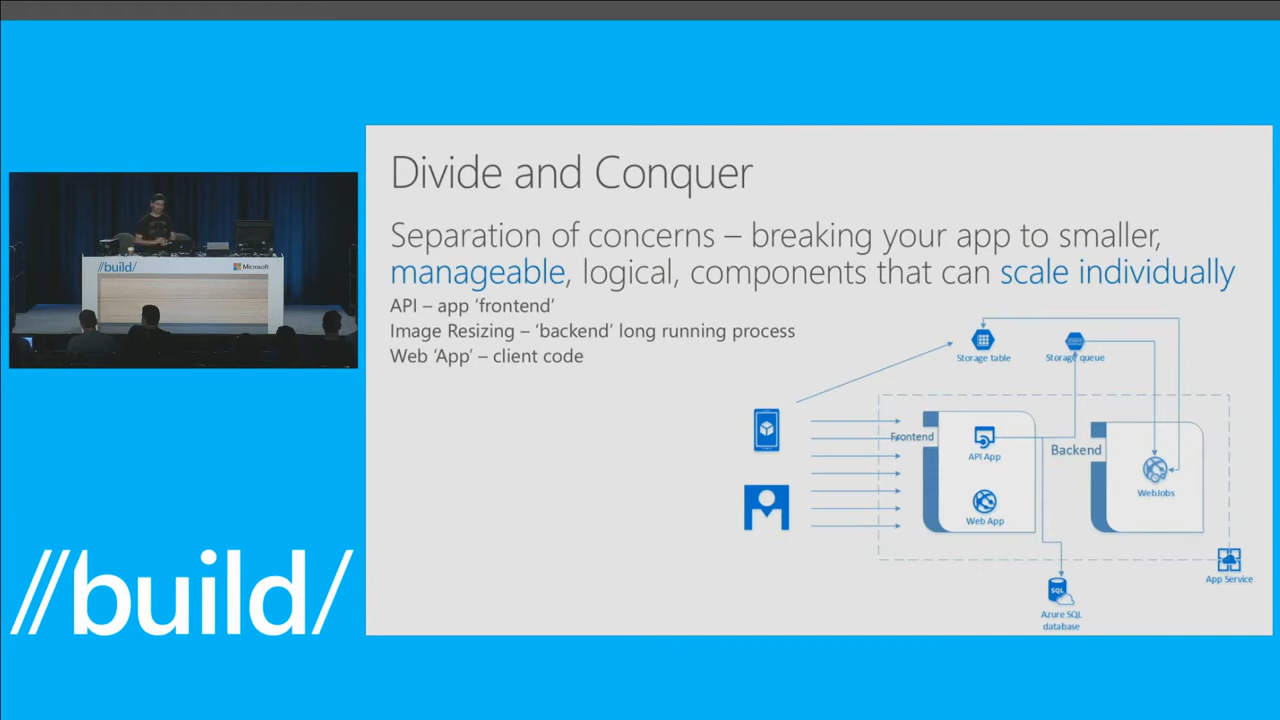 Divide and Conquer
Separation of concerns – breaking your app to smaller,
manageable, logical, components that can scale individually
API – app ‘frontend’
Image Resizing – ‘backend’ long running process
Web ‘App’ – client code
Storage table
Storage queue
Frontend
API App
Web App
Backend
WebJobs
App Service
SQL
Azure SQL
database
//build/
Microsoft
//build/